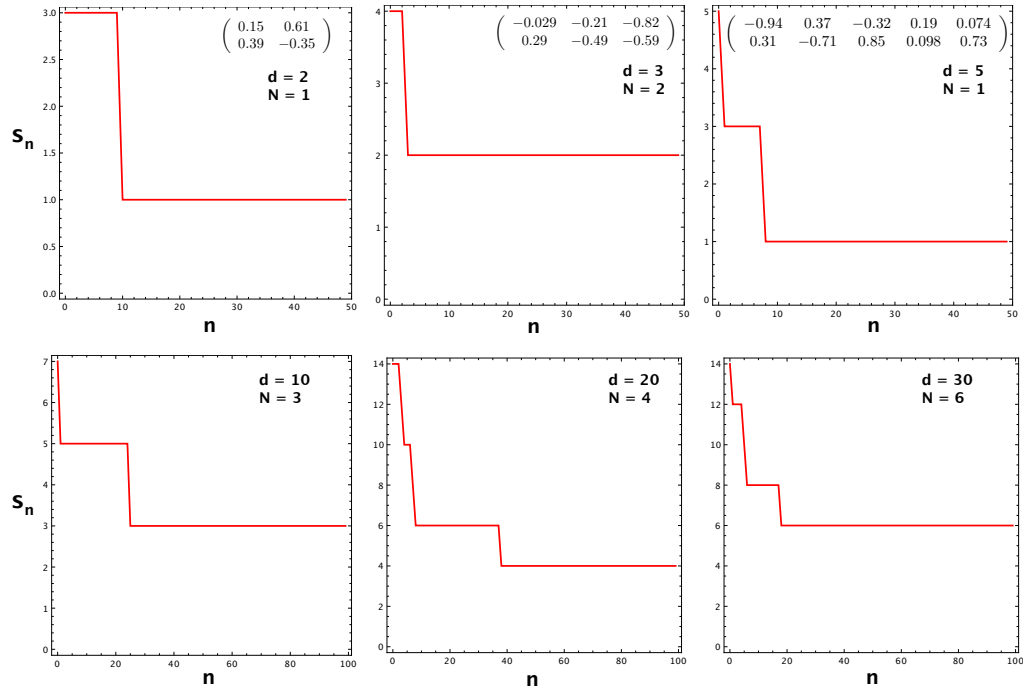 3.0
2.5
2.0
1.5
1.0
0.5
0.0
0 10 20 30 40 50
S_n
n
( 0.15 0.61
0.39 −0.35 )
d = 2
N = 1
4
3
2
1
0
0 10 20 30 40 50
n
( −0.029 −0.21 −0.82
0.29 −0.49 −0.59 )
d = 3
N = 2
5
4
3
2
1
0
0 10 20 30 40 50
n
( −0.94 0.37 −0.32 0.19 0.074
0.31 −0.71 0.85 0.098 0.73 )
d = 5
N = 1
7
6
5
4
3
2
1
0
0 20 40 60 80 100
S_n
n
d = 10
N = 3
14
12
10
8
6
4
2
0
0 20 40 60 80 100
n
d = 20
N = 4
14
12
10
8
6
4
2
0
0 20 40 60 80 100
n
d = 30
N = 6